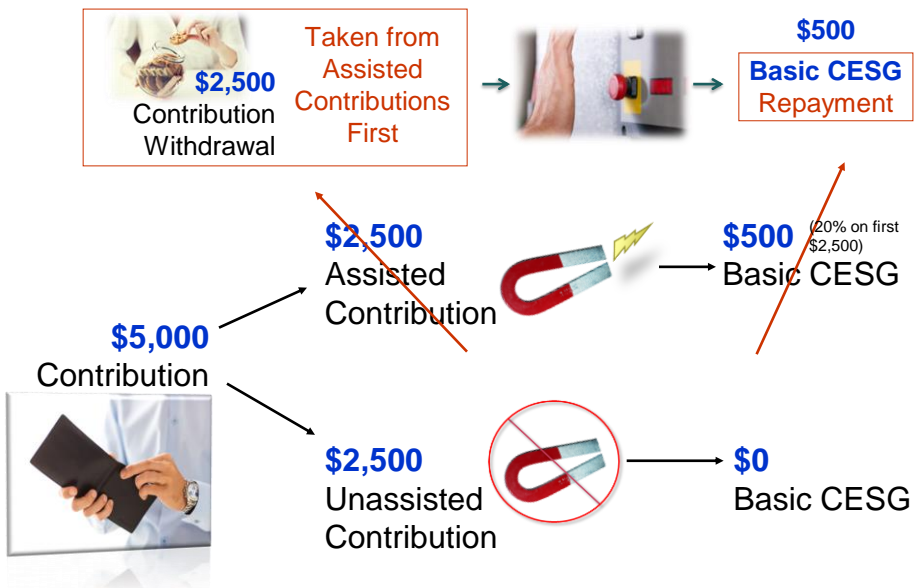 $2,500
Contribution
Withdrawal
Taken from
Assisted
Contributions
First
$500
Basic CESG
Repayment
$2,500
Assisted
Contribution
$500 (20% on first
$2,500)
Basic CESG
$5,000
Contribution
$2,500
Unassisted
Contribution
$0
Basic CESG